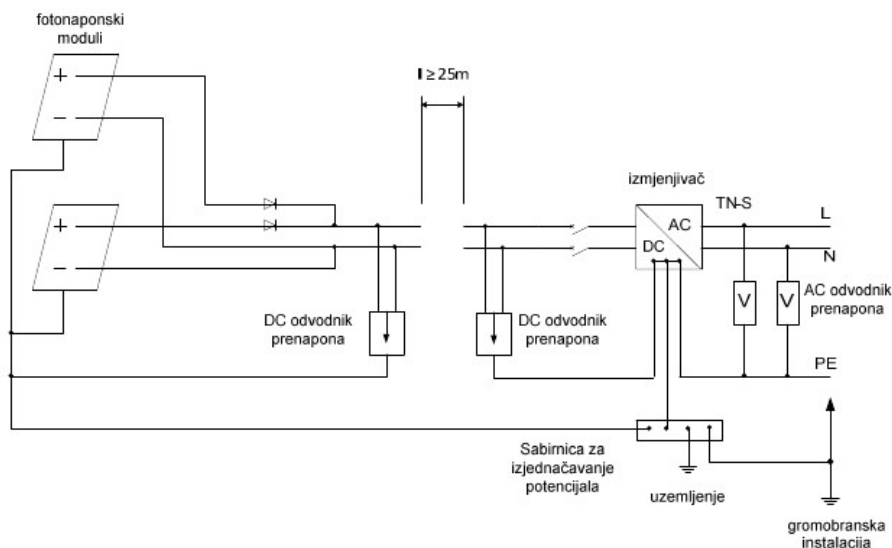 fotonaponski
moduli
l ≥ 25m
+
−
izmjenjivač
TN-S
L
+
AC
−
DC
N
AC odvodnik
prenapona
V
V
DC odvodnik
prenapona
DC odvodnik
prenapona
PE
Sabirnica za
izjednačavanje
potencijala
uzemljenje
gromobranska
instalacija